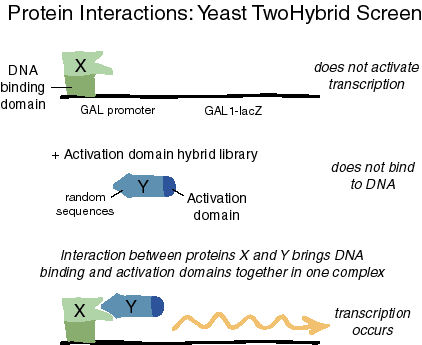 Protein Interactions: Yeast TwoHybrid Screen
X
DNA
binding
domain
does not activate
transcription
GAL promoter
GAL1-lacZ
+ Activation domain hybrid library
does not bind
to DNA
Y
random
sequences
Activation
domain
Interaction between proteins X and Y brings DNA
binding and activation domains together in one complex
X
Y
transcription
occurs